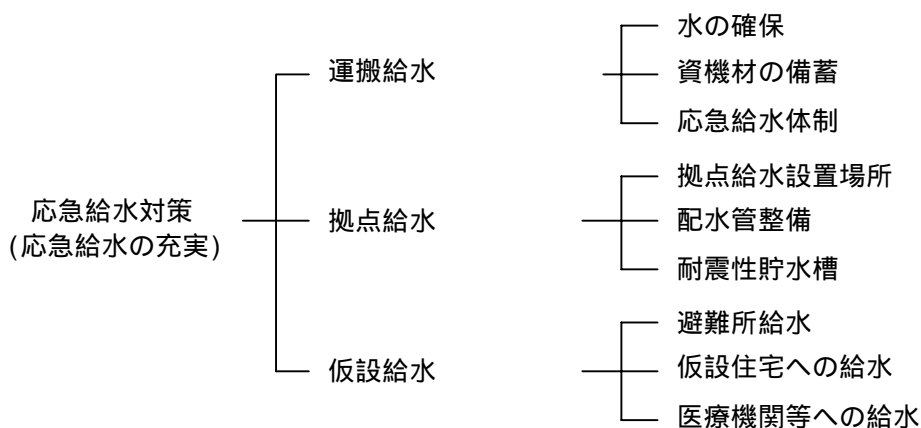 応急給水対策
(応急給水の充実)
運搬給水
水の確保
資機材の備蓄
応急給水体制
拠点給水
拠点給水設置場所
配水管整備
耐震性貯水槽
仮設給水
避難所給水
仮設住宅への給水
医療機関等への給水